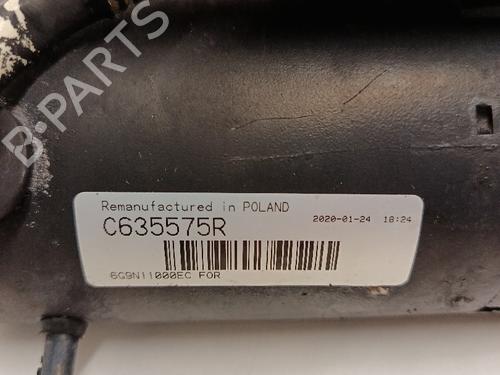 B-PARTS
Remanufactured in POLAND
C635575R
2020-01-24 18:24
6G9N11000EC FOR